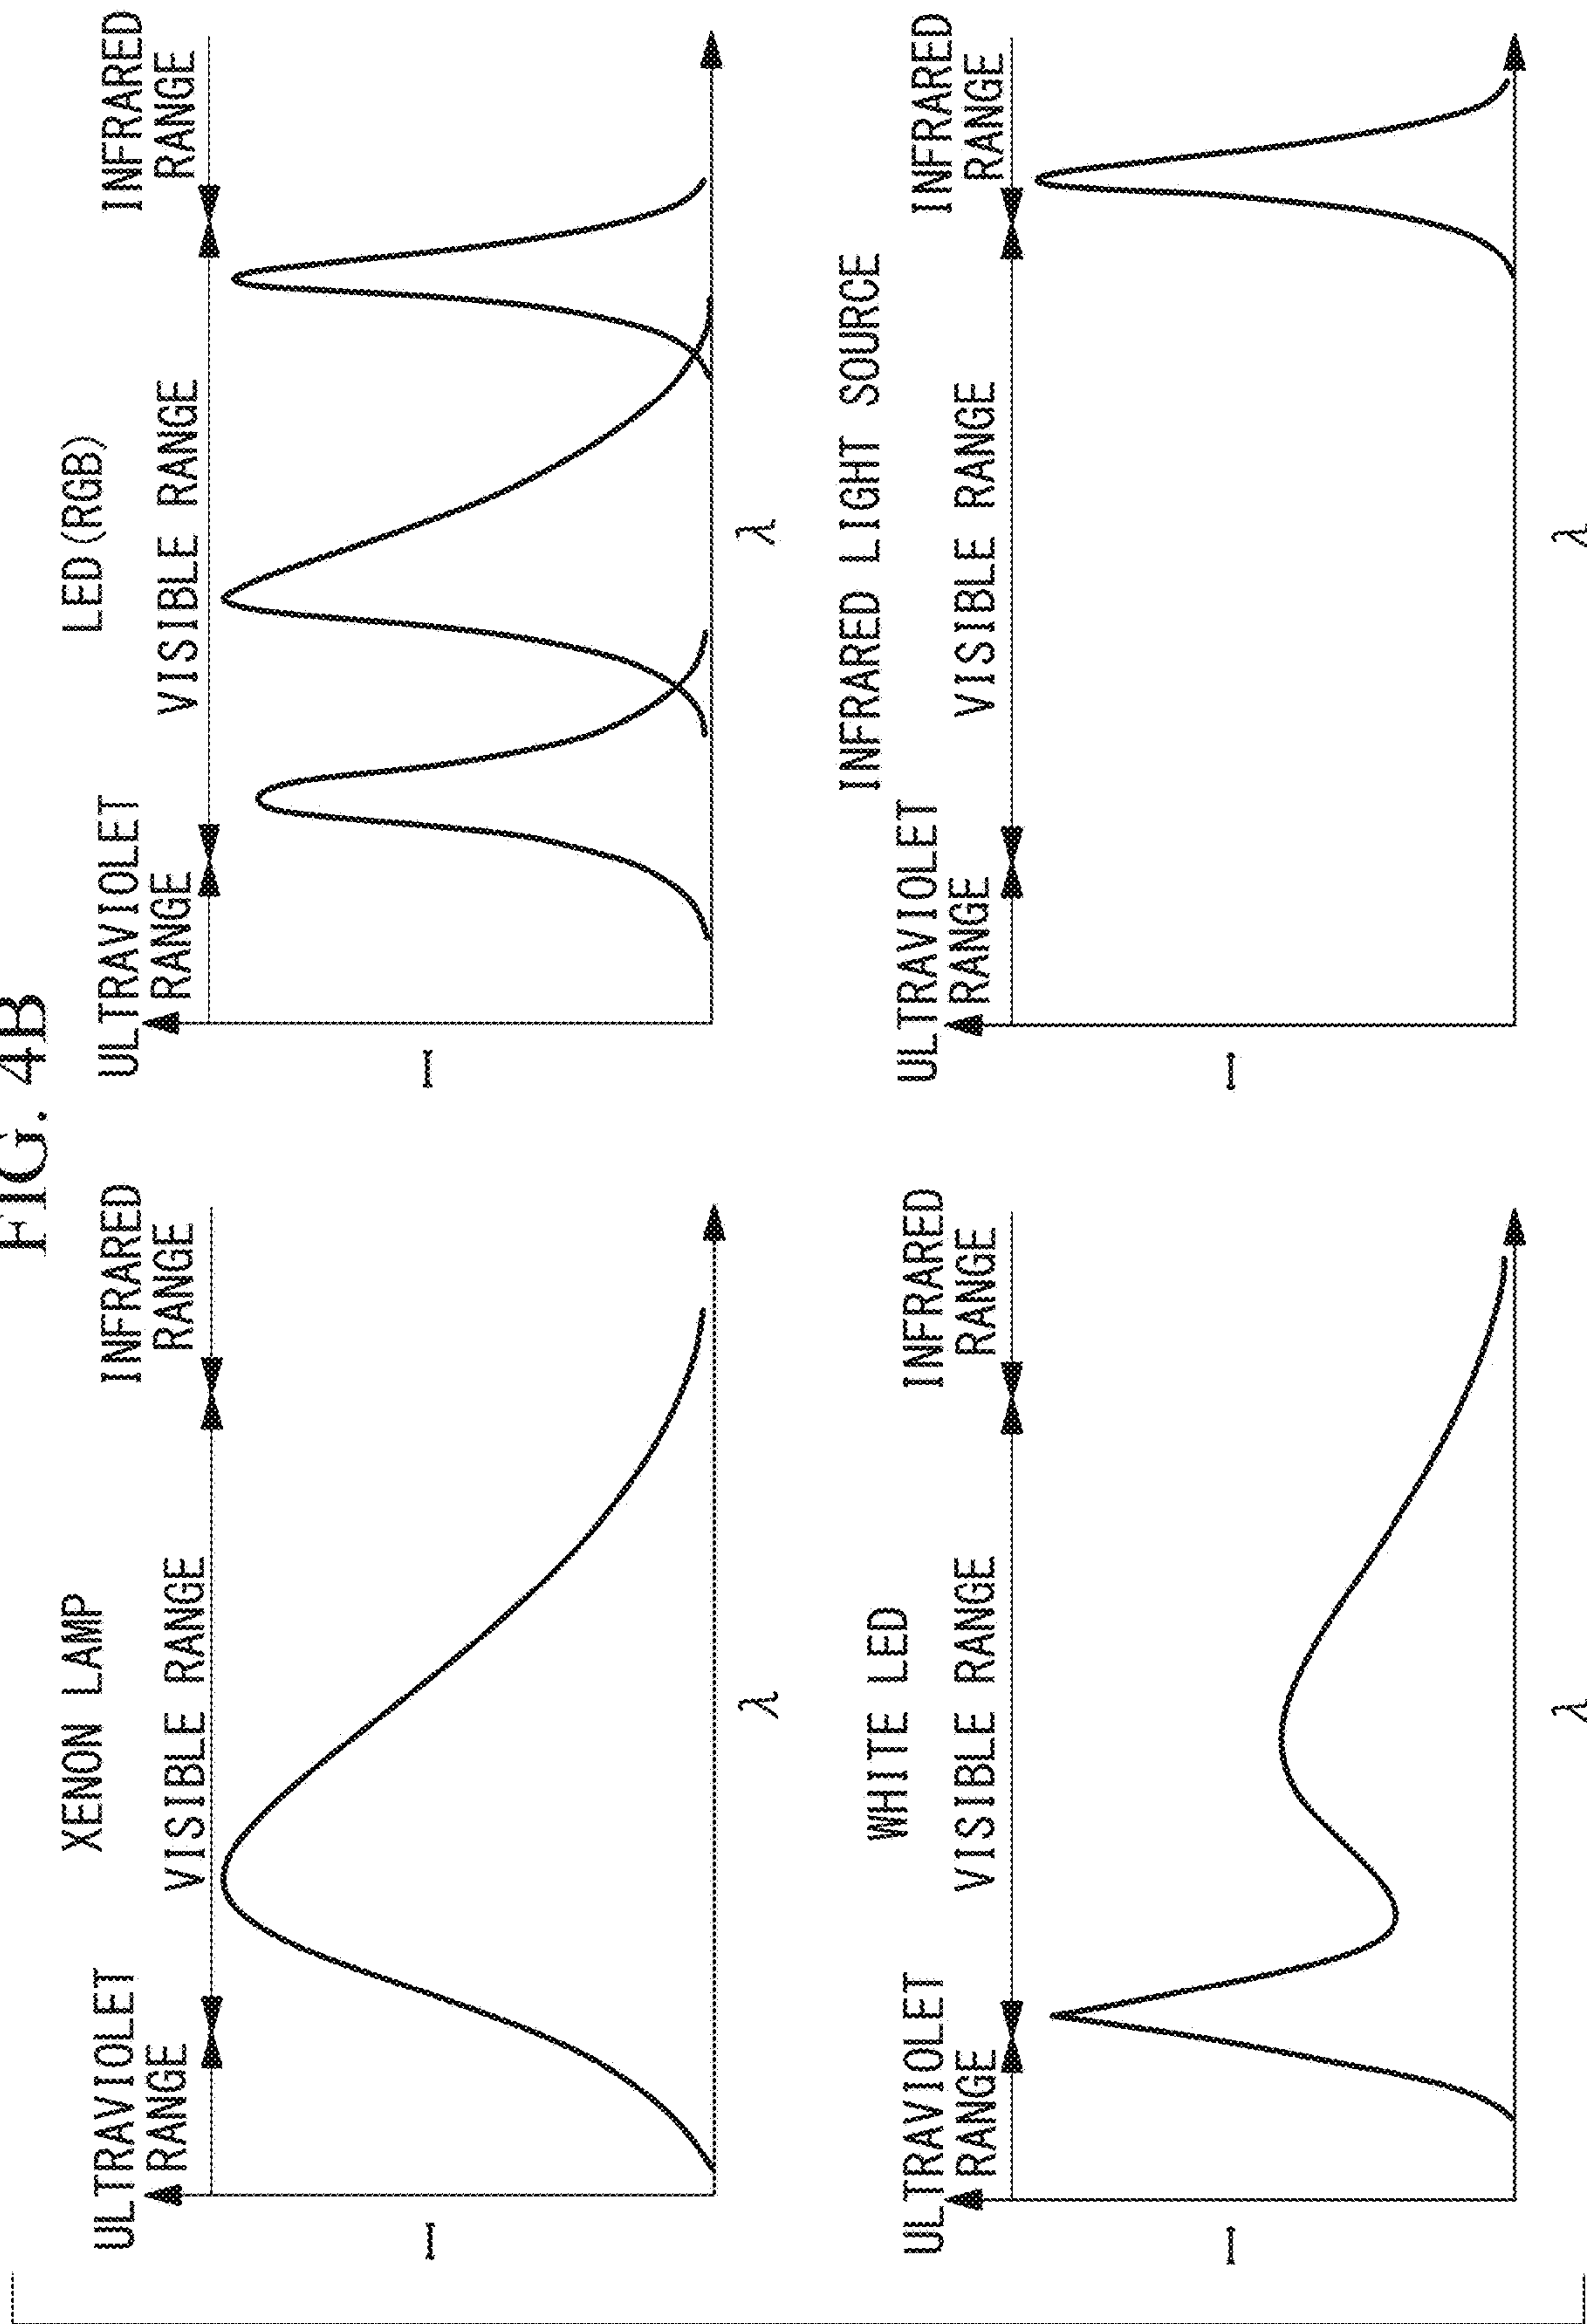 FIG. 4B
XENON LAMP
ULTRAVIOLET
RANGE
VISIBLE RANGE
INFRARED
RANGE
I
λ
LED (RGB)
ULTRAVIOLET
RANGE
VISIBLE RANGE
INFRARED
RANGE
I
λ
WHITE LED
ULTRAVIOLET
RANGE
VISIBLE RANGE
INFRARED
RANGE
I
λ
INFRARED LIGHT SOURCE
ULTRAVIOLET
RANGE
VISIBLE RANGE
INFRARED
RANGE
I
λ